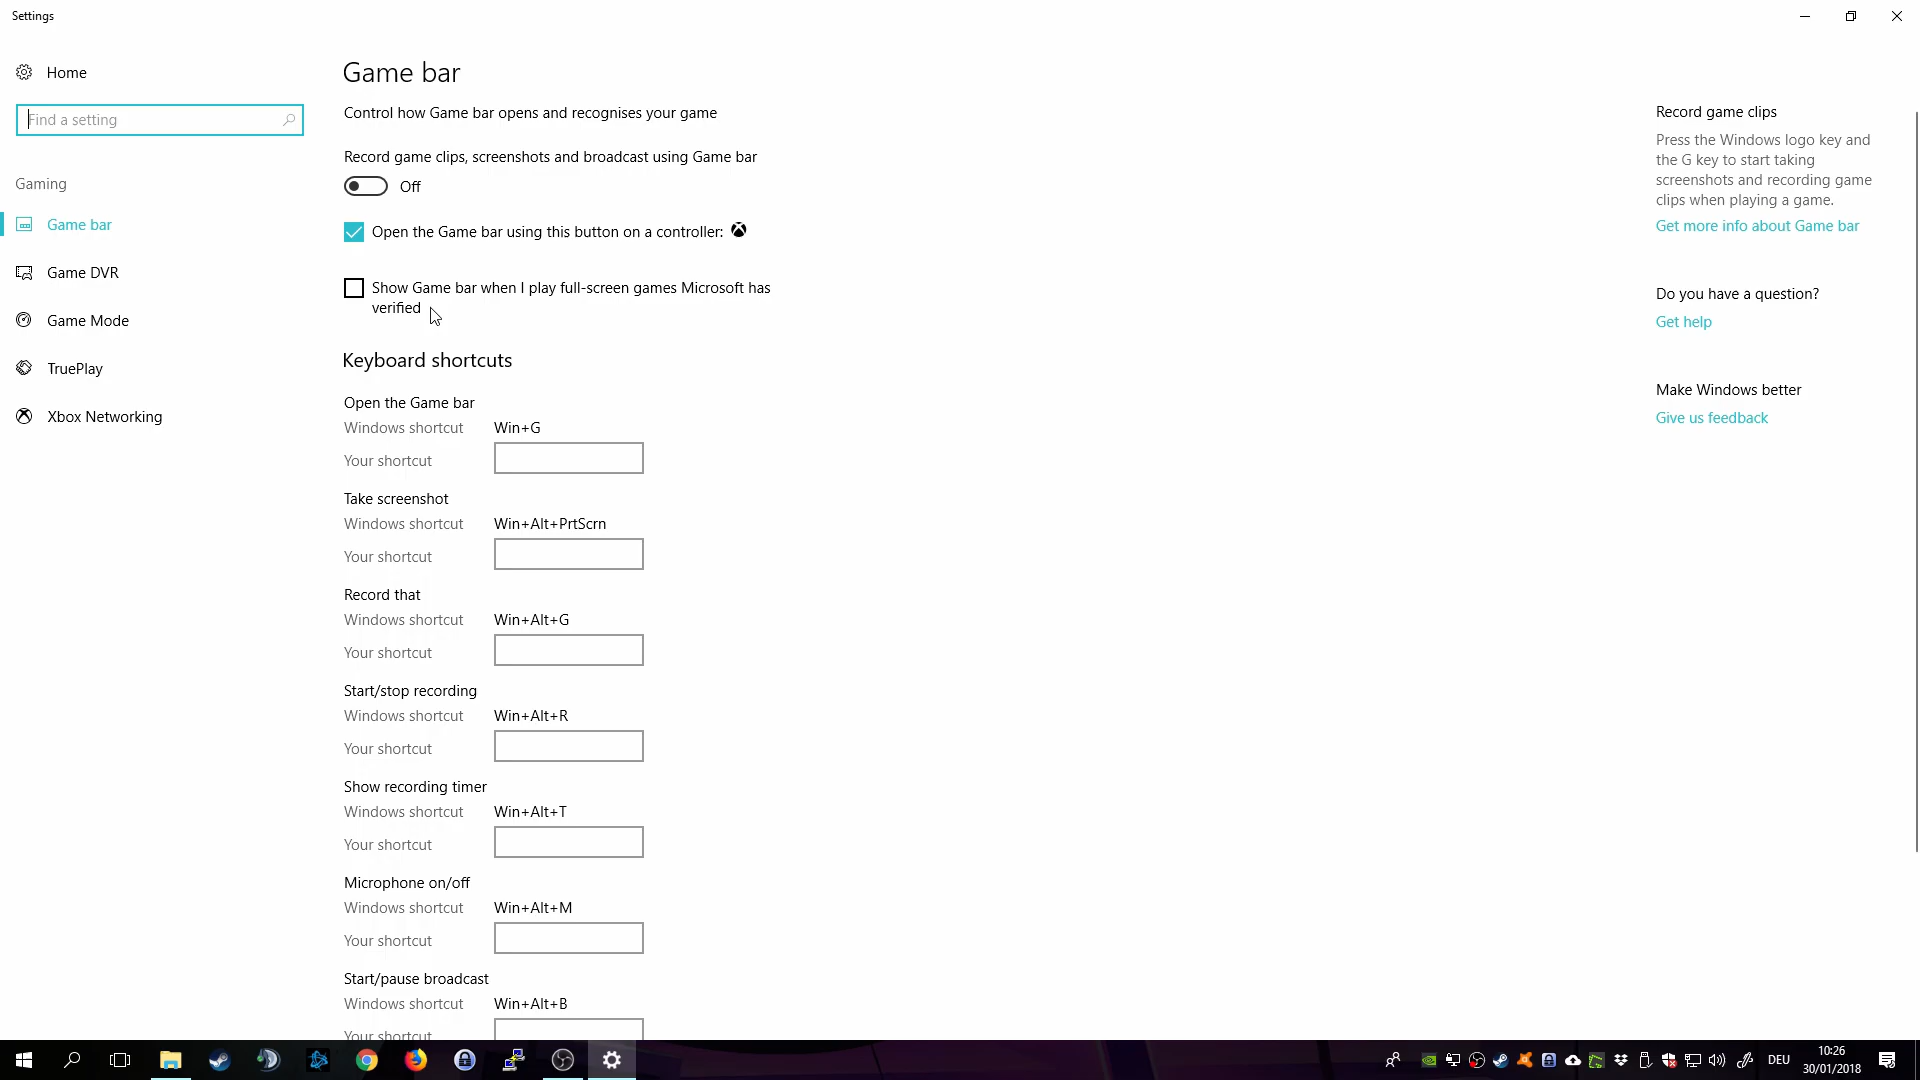 Settings
Home
Find a setting
Gaming
Game bar
Game DVR
Game Mode
TruePlay
Xbox Networking
Game bar
Control how Game bar opens and recognises your game
Record game clips, screenshots and broadcast using Game bar
Off
Open the Game bar using this button on a controller:
Show Game bar when I play full-screen games Microsoft has
verified
Keyboard shortcuts
Open the Game bar
Windows shortcut Win+G
Your shortcut
Take screenshot
Windows shortcut Win+Alt+PrtScrn
Your shortcut
Record that
Windows shortcut Win+Alt+G
Your shortcut
Start/stop recording
Windows shortcut Win+Alt+R
Your shortcut
Show recording timer
Windows shortcut Win+Alt+T
Your shortcut
Microphone on/off
Windows shortcut Win+Alt+M
Your shortcut
Start/pause broadcast
Windows shortcut Win+Alt+B
Your shortcut
Record game clips
Press the Windows logo key and
the G key to start taking
screenshots and recording game
clips when playing a game.
Get more info about Game bar
Do you have a question?
Get help
Make Windows better
Give us feedback
DEU
10:26
30/01/2018